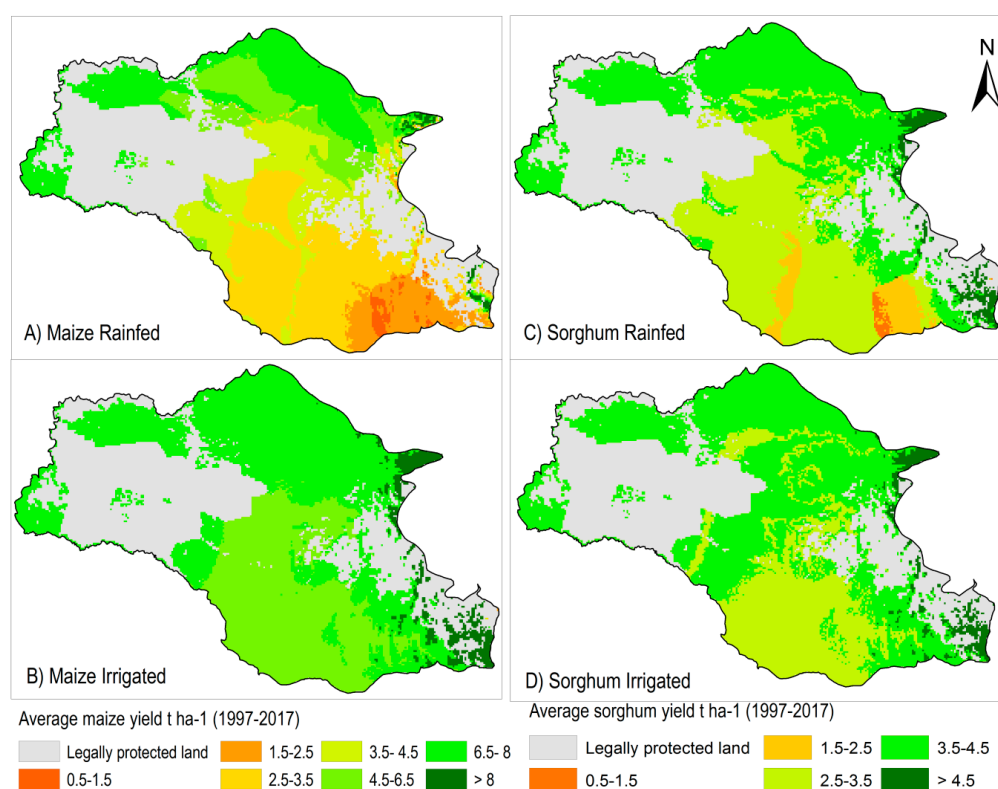 N
A) Maize Rainfed
C) Sorghum Rainfed
B) Maize Irrigated
D) Sorghum Irrigated
Average maize yield t ha-1 (1997-2017)
Legally protected land
1.5-2.5
3.5- 4.5
6.5- 8
0.5-1.5
2.5-3.5
4.5-6.5
> 8
Average sorghum yield t ha-1 (1997-2017)
Legally protected land
1.5-2.5
3.5-4.5
0.5-1.5
2.5-3.5
> 4.5